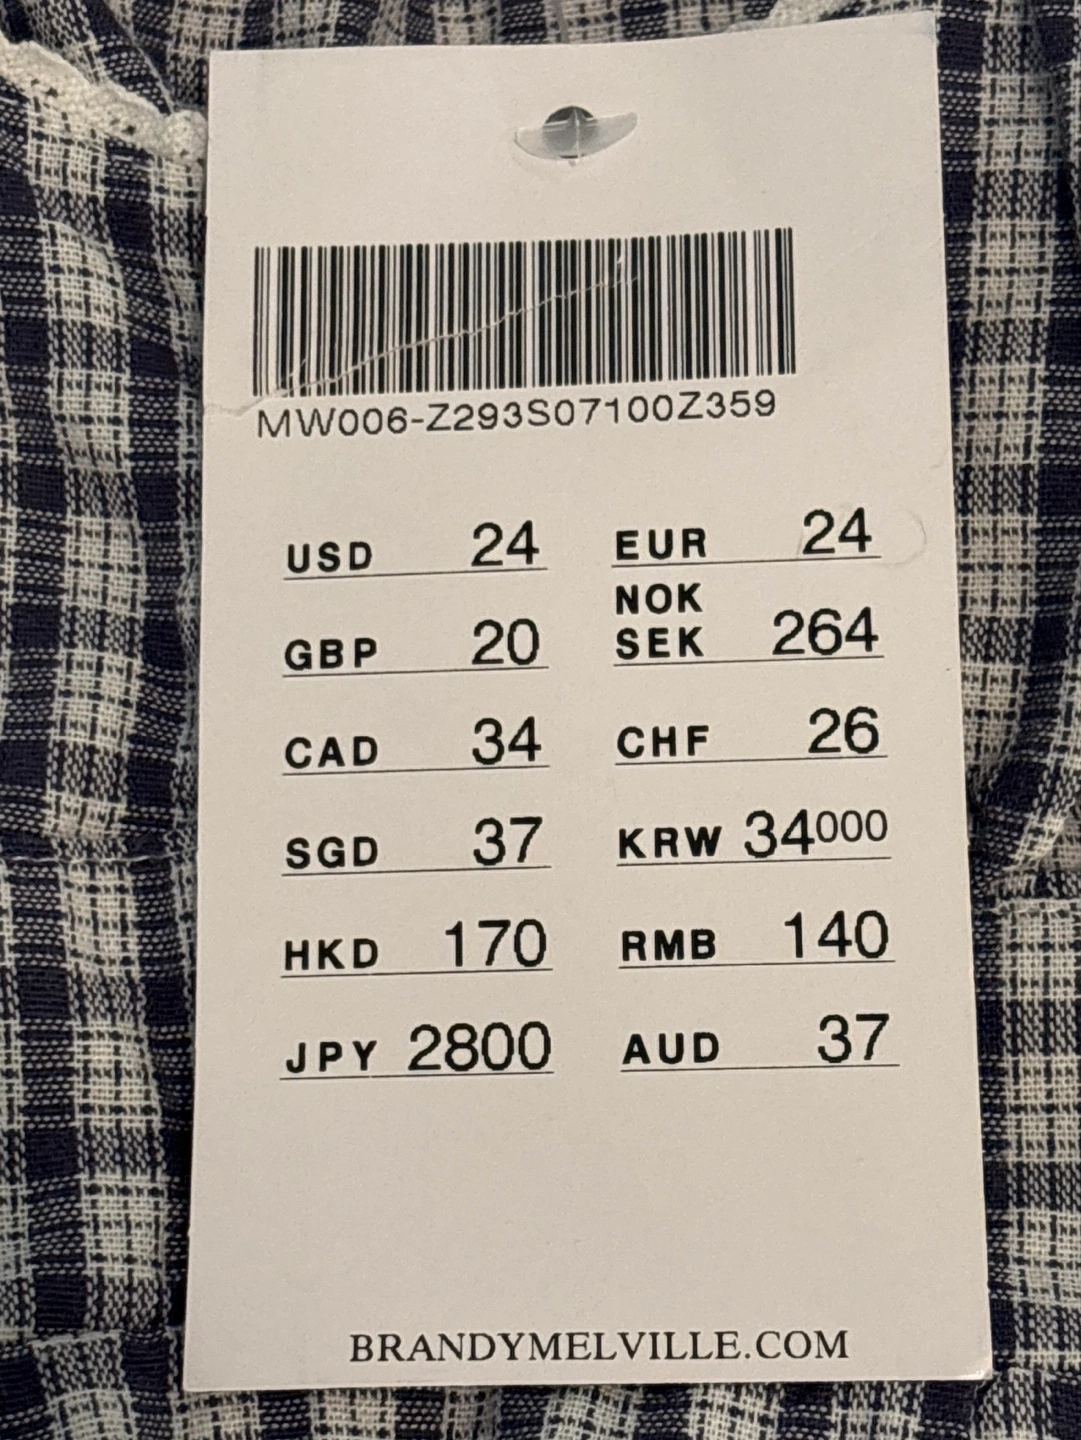 MW006-Z293S07100Z359
USD 24
EUR 24
GBP 20
NOK
SEK 264
CAD 34
CHF 26
SGD 37
KRW 34000
HKD 170
RMB 140
JPY 2800
AUD 37
BRANDYMELVILLE.COM